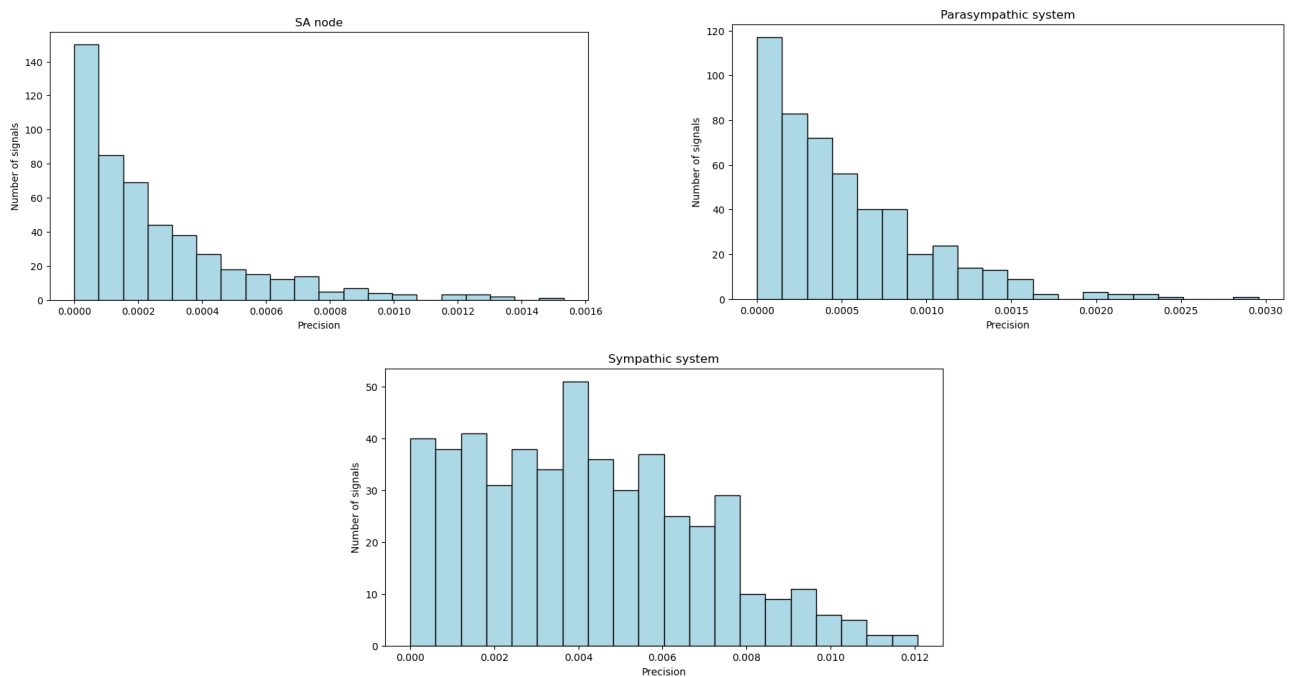 SA node
Number of signals
140
120
100
80
60
40
20
0
0.0000 0.0002 0.0004 0.0006 0.0008 0.0010 0.0012 0.0014 0.0016
Precision
Parasympathic system
Number of signals
120
100
80
60
40
20
0
0.0000 0.0005 0.0010 0.0015 0.0020 0.0025 0.0030
Precision
Sympathic system
Number of signals
50
40
30
20
10
0
0.000 0.002 0.004 0.006 0.008 0.010 0.012
Precision